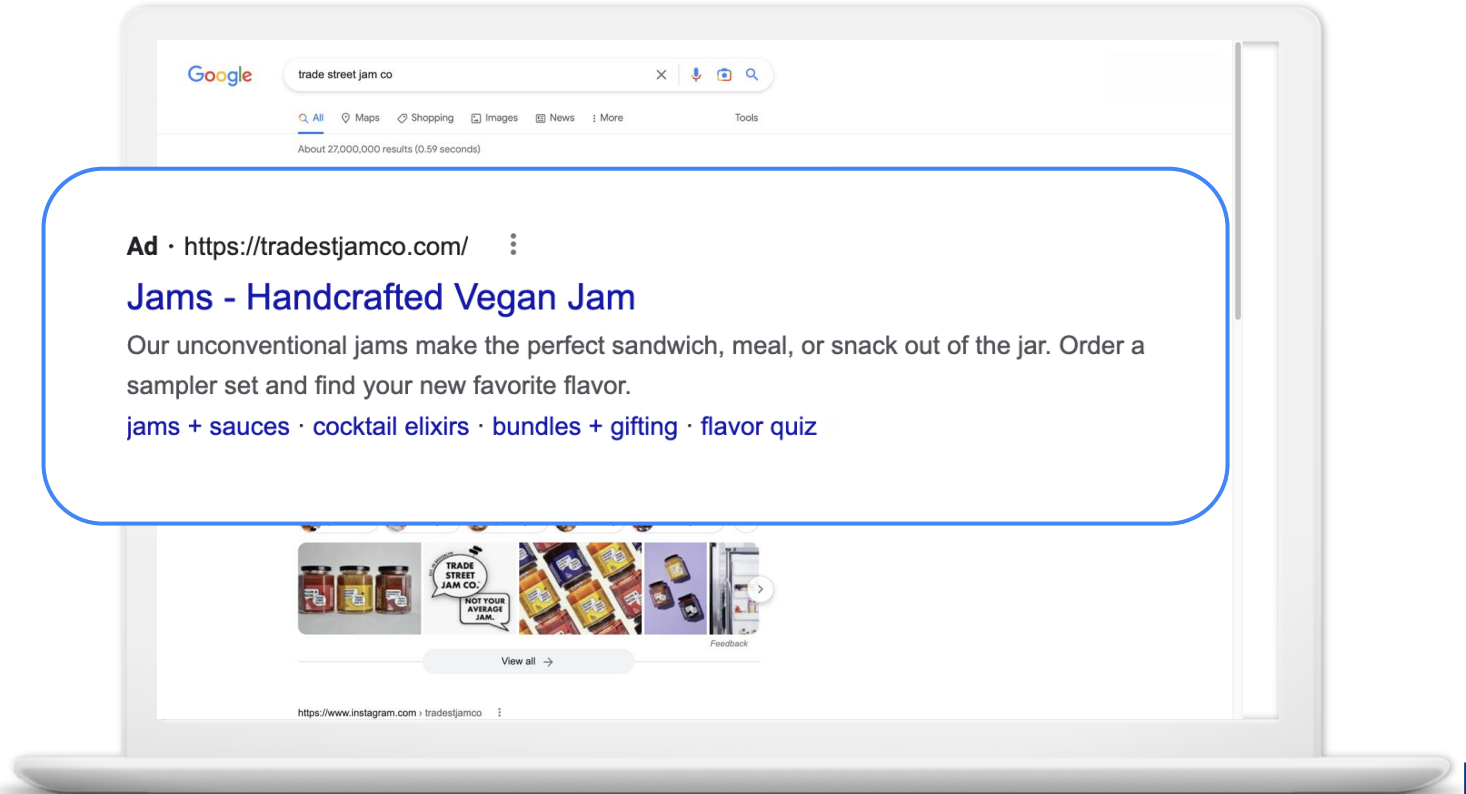 Google
trade street jam co
All Maps Shopping Images News More Tools
About 27,000,000 results (0.59 seconds)
Ad · https://tradestjamco.com/
Jams - Handcrafted Vegan Jam
Our unconventional jams make the perfect sandwich, meal, or snack out of the jar. Order a
sampler set and find your new favorite flavor.
jams + sauces · cocktail elixirs · bundles + gifting · flavor quiz
TRADE
STREET
JAM CO.
NOT YOUR
AVERAGE
JAM.
Feedback
View all
https://www.instagram.com › tradestjamco